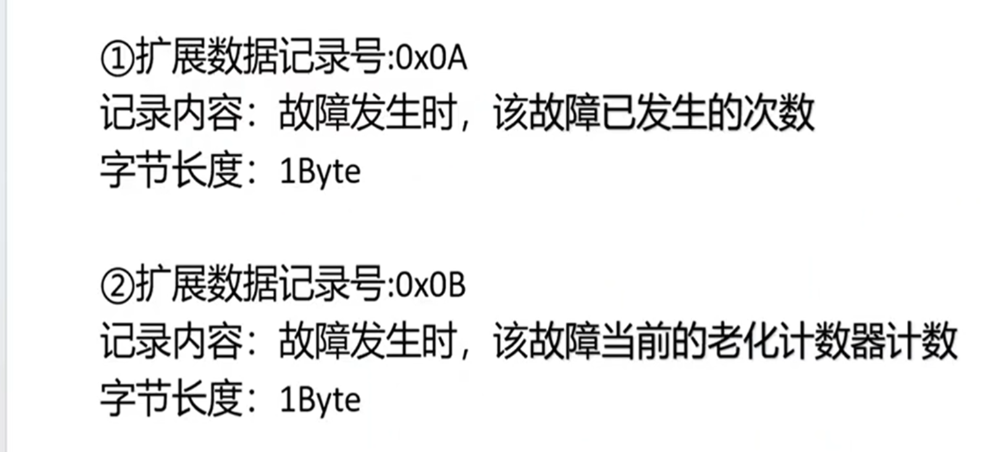 ①扩展数据记录号:0x0A
记录内容：故障发生时，该故障已发生的次数
字节长度：1Byte
②扩展数据记录号:0x0B
记录内容：故障发生时，该故障当前的老化计数器计数
字节长度：1Byte